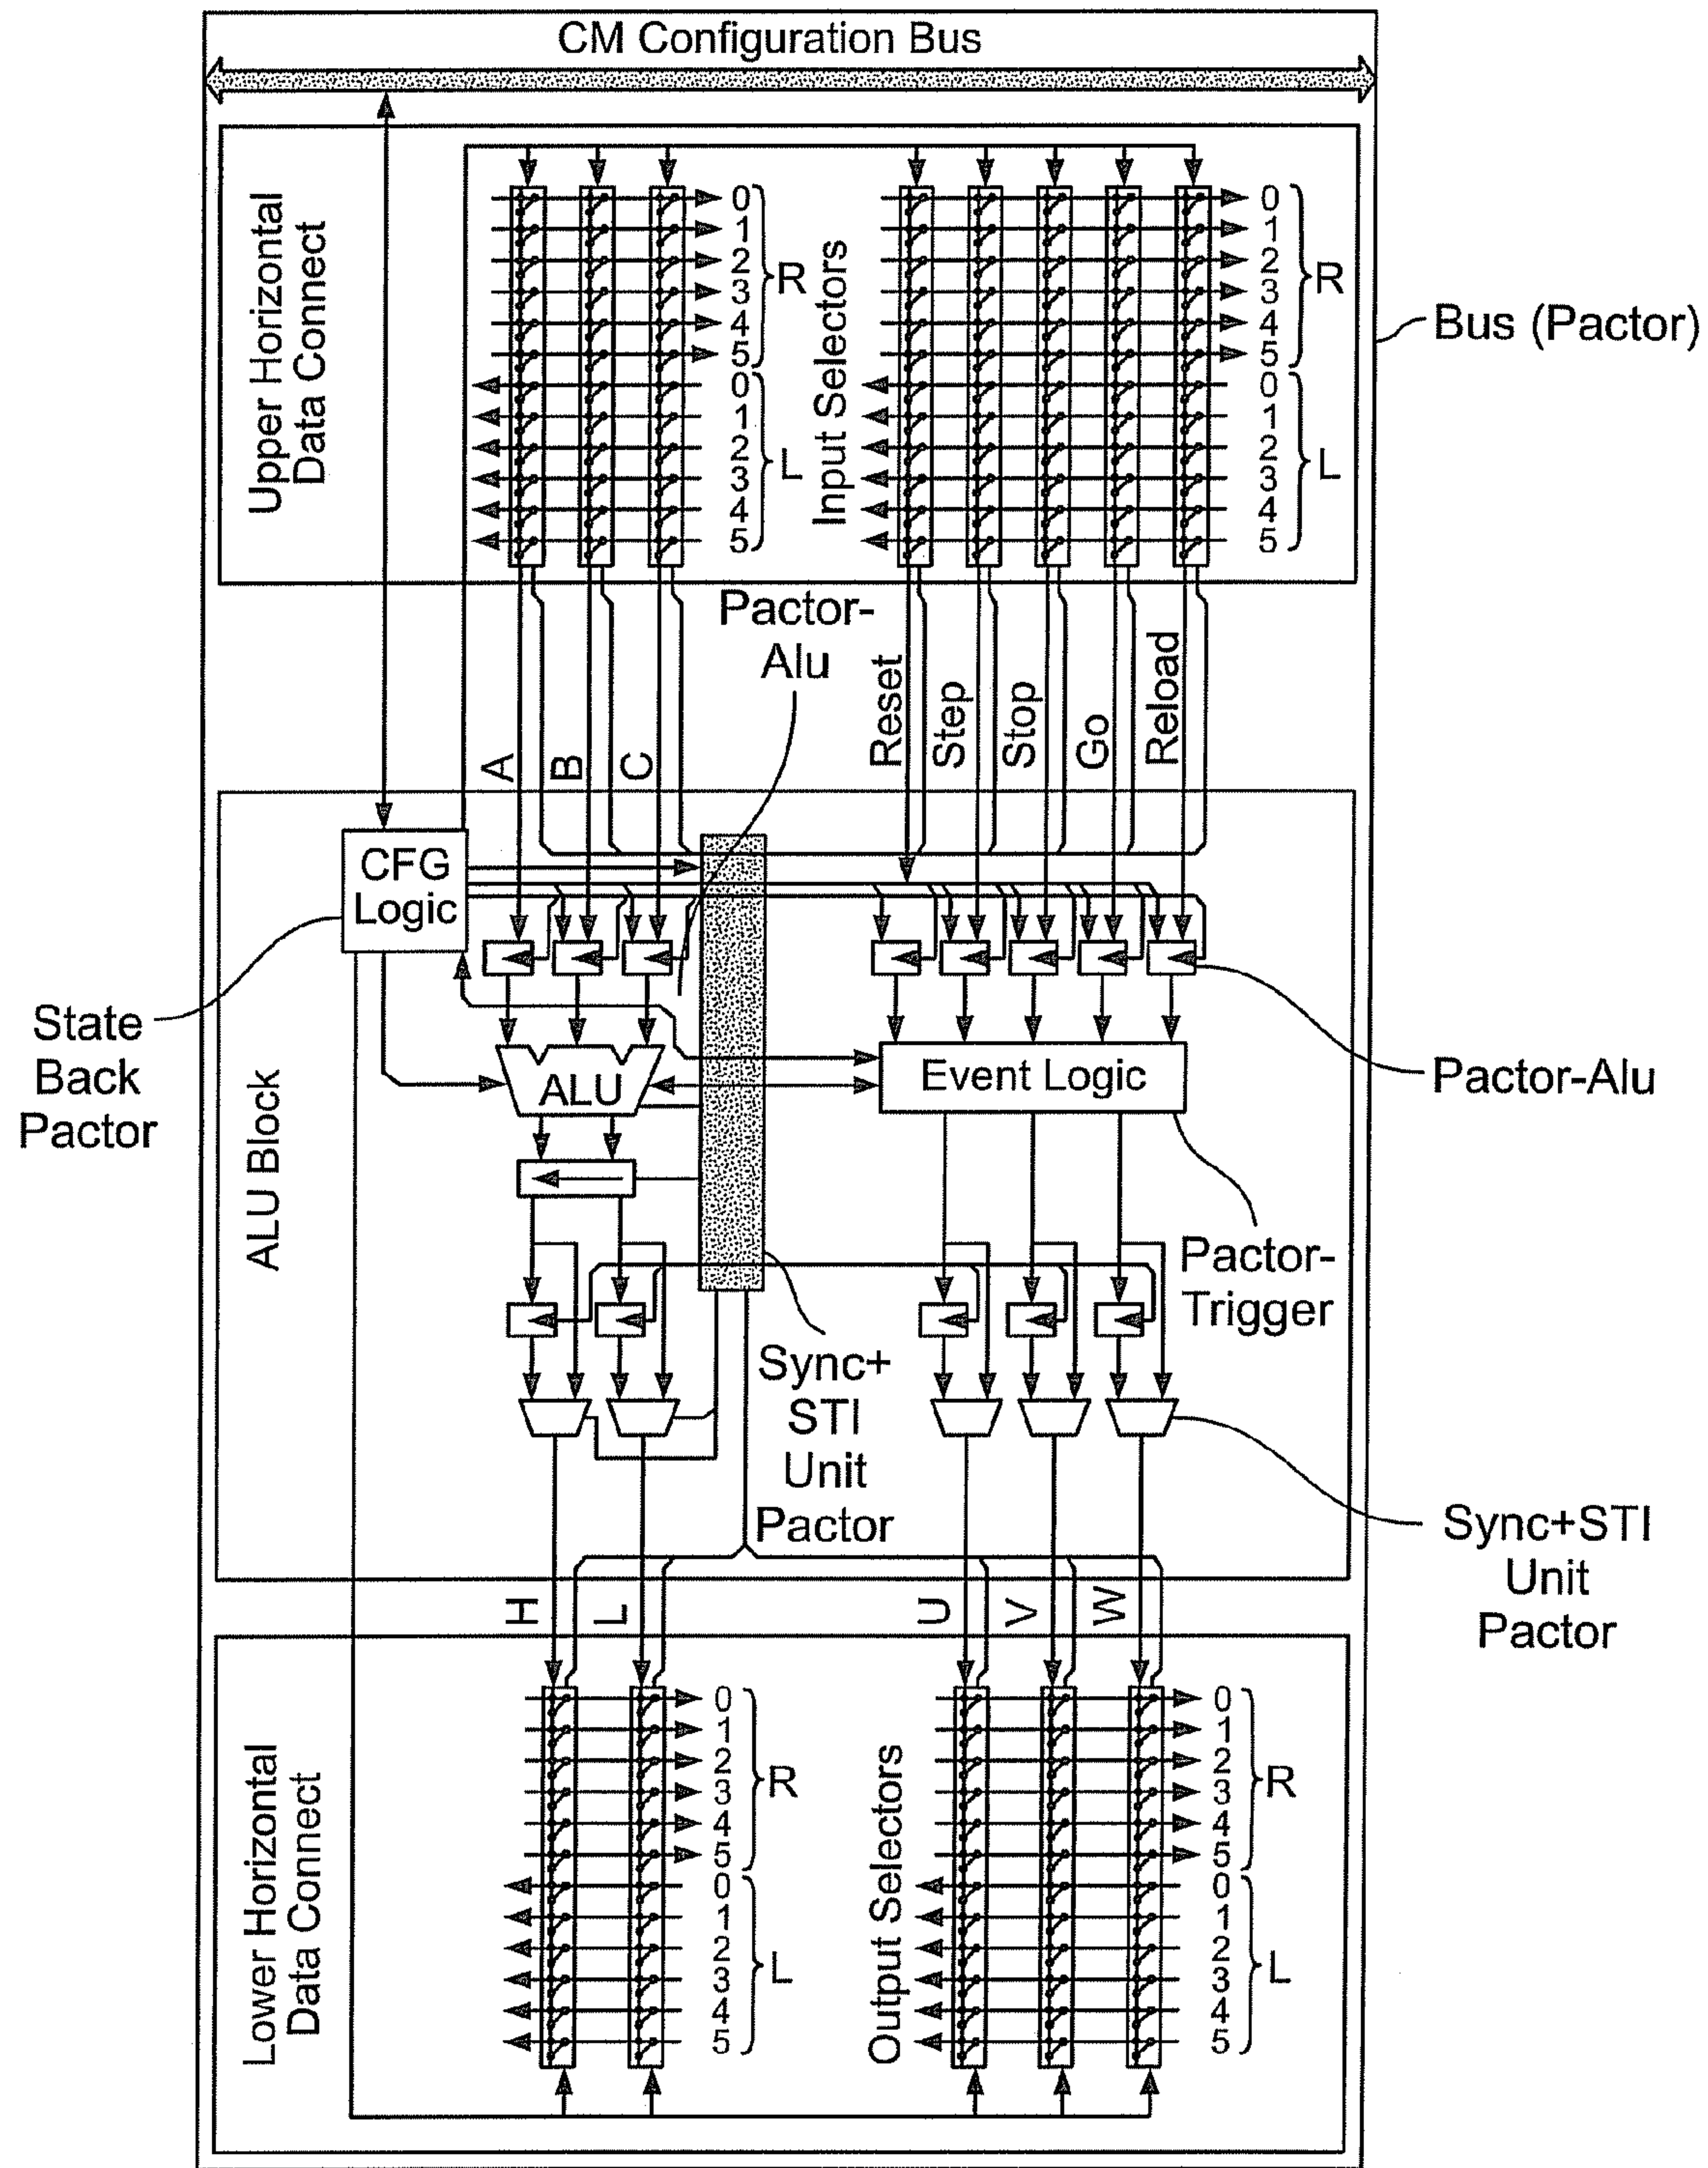 CM Configuration Bus
Upper Horizontal
Data Connect
0
1
2
3
4
5
R
0
1
2
3
4
5
L
Input Selectors
0
1
2
3
4
5
R
0
1
2
3
4
5
L
Bus (Pactor)
Pactor-
Alu
A
B
C
Reset
Step
Stop
Go
Reload
CFG
Logic
State
Back
Pactor
ALU Block
ALU
Event Logic
Pactor-Alu
Pactor-
Trigger
Sync+
STI
Unit
Pactor
Sync+STI
Unit
Pactor
H
L
U
V
W
Lower Horizontal
Data Connect
0
1
2
3
4
5
R
0
1
2
3
4
5
L
Output Selectors
0
1
2
3
4
5
R
0
1
2
3
4
5
L